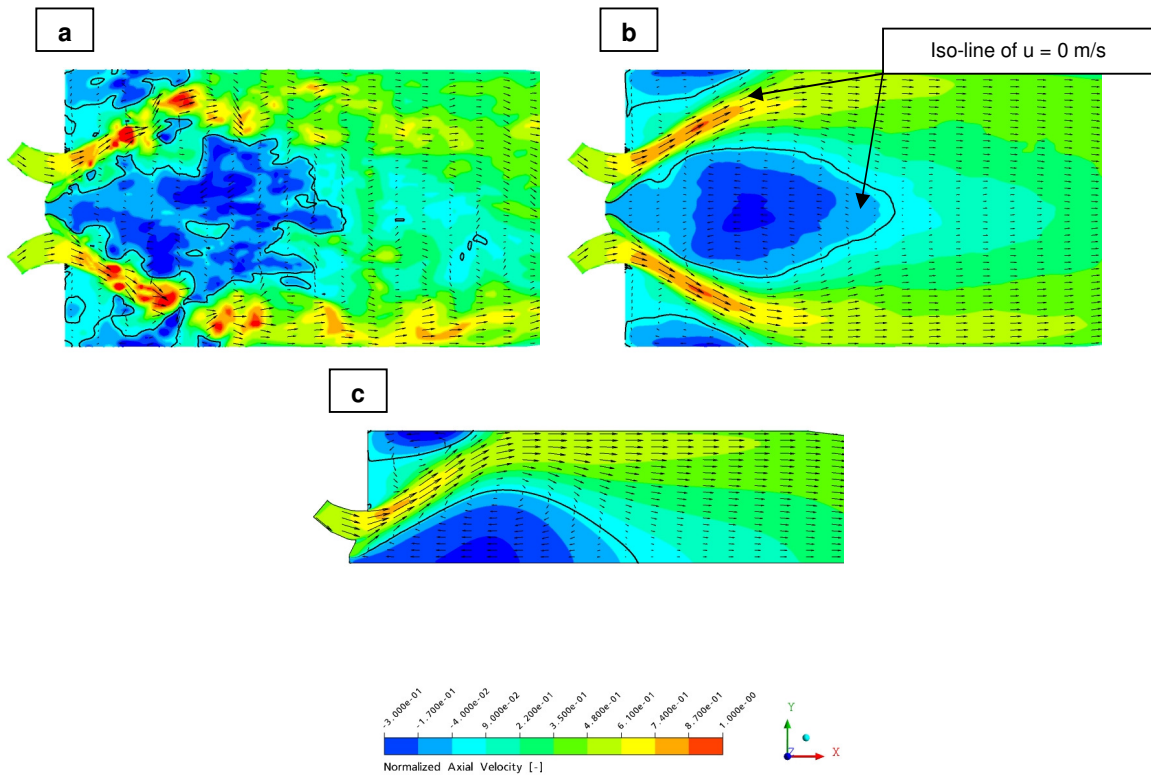 a
b
Iso-line of u = 0 m/s
c
-3.000e-01
-1.700e-01
-4.000e-02
9.000e-02
2.200e-01
3.500e-01
4.800e-01
6.100e-01
7.400e-01
8.700e-01
1.000e-00
Normalized Axial Velocity [-]
Y
Z
X